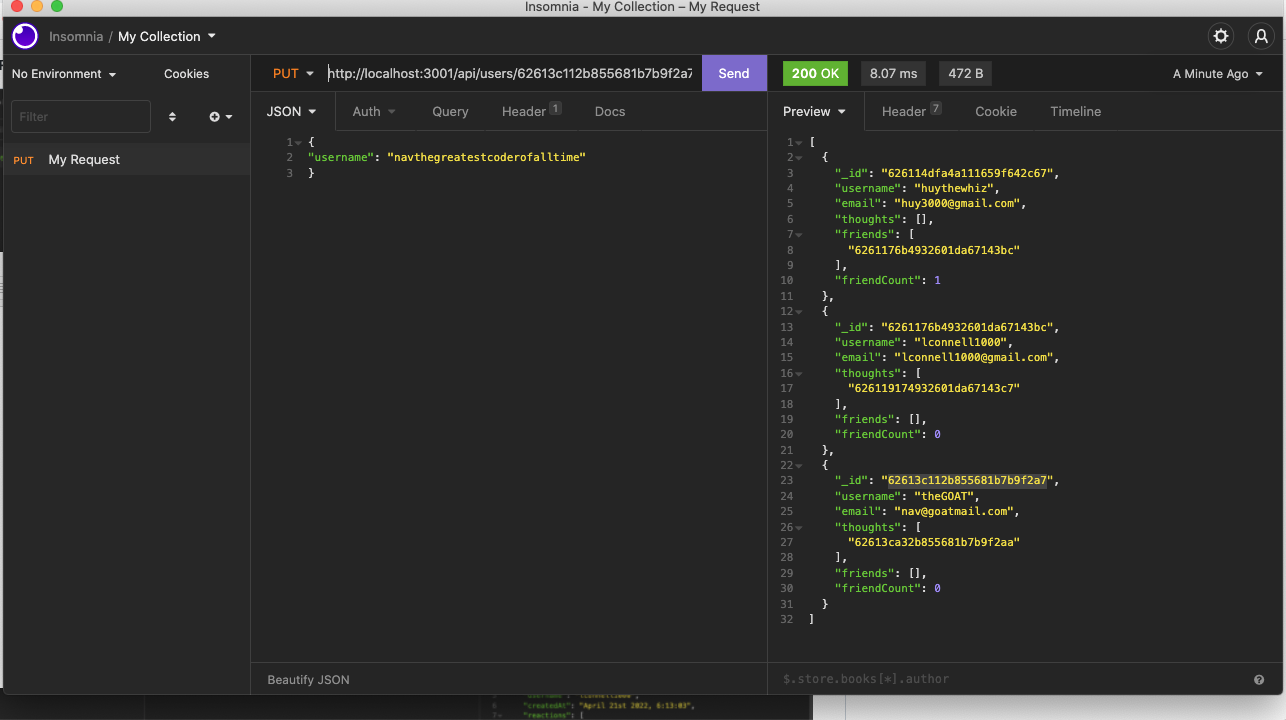 Insomnia - My Collection – My Request
Insomnia / My Collection
No Environment
Cookies
PUT
http://localhost:3001/api/users/62613c112b855681b7b9f2a7
Send
200 OK
8.07 ms
472 B
A Minute Ago
Filter
JSON
Auth
Query
Header 1
Docs
Preview
Header 7
Cookie
Timeline
PUT My Request
1 {
2 "username": "navthegreatestcoderofalltime"
3 }
1 [
2 {
3 "_id": "626114dfa4a111659f642c67",
4 "username": "huythewhiz",
5 "email": "huy3000@gmail.com",
6 "thoughts": [],
7 "friends": [
8 "6261176b4932601da67143bc"
9 ],
10 "friendCount": 1
11 },
12 {
13 "_id": "6261176b4932601da67143bc",
14 "username": "lconnell1000",
15 "email": "lconnell1000@gmail.com",
16 "thoughts": [
17 "626119174932601da67143c7"
18 ],
19 "friends": [],
20 "friendCount": 0
21 },
22 {
23 "_id": "62613c112b855681b7b9f2a7",
24 "username": "theGOAT",
25 "email": "nav@goatmail.com",
26 "thoughts": [
27 "62613ca32b855681b7b9f2aa"
28 ],
29 "friends": [],
30 "friendCount": 0
31 }
32 ]
Beautify JSON
$.store.books[*].author
6 "createdAt": "April 21st 2022, 6:13:03",
7 "reactions": [